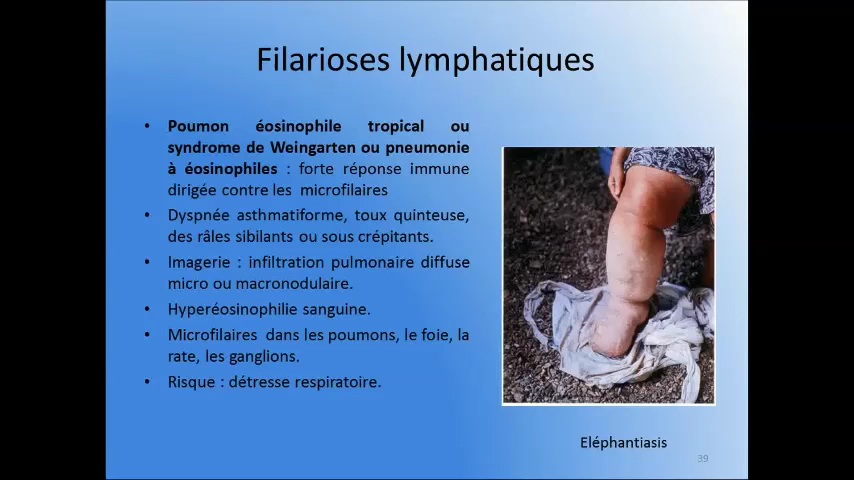 Filarioses lymphatiques
• Poumon éosinophile tropical ou
syndrome de Weingarten ou pneumonie
à éosinophiles : forte réponse immune
dirigée contre les microfilaires
• Dyspnée asthmatiforme, toux quinteuse,
des râles sibilants ou sous crépitants.
• Imagerie : infiltration pulmonaire diffuse
micro ou macronodulaire.
• Hyperéosinophilie sanguine.
• Microfilaires dans les poumons, le foie, la
rate, les ganglions.
• Risque : détresse respiratoire.
Eléphantiasis
39